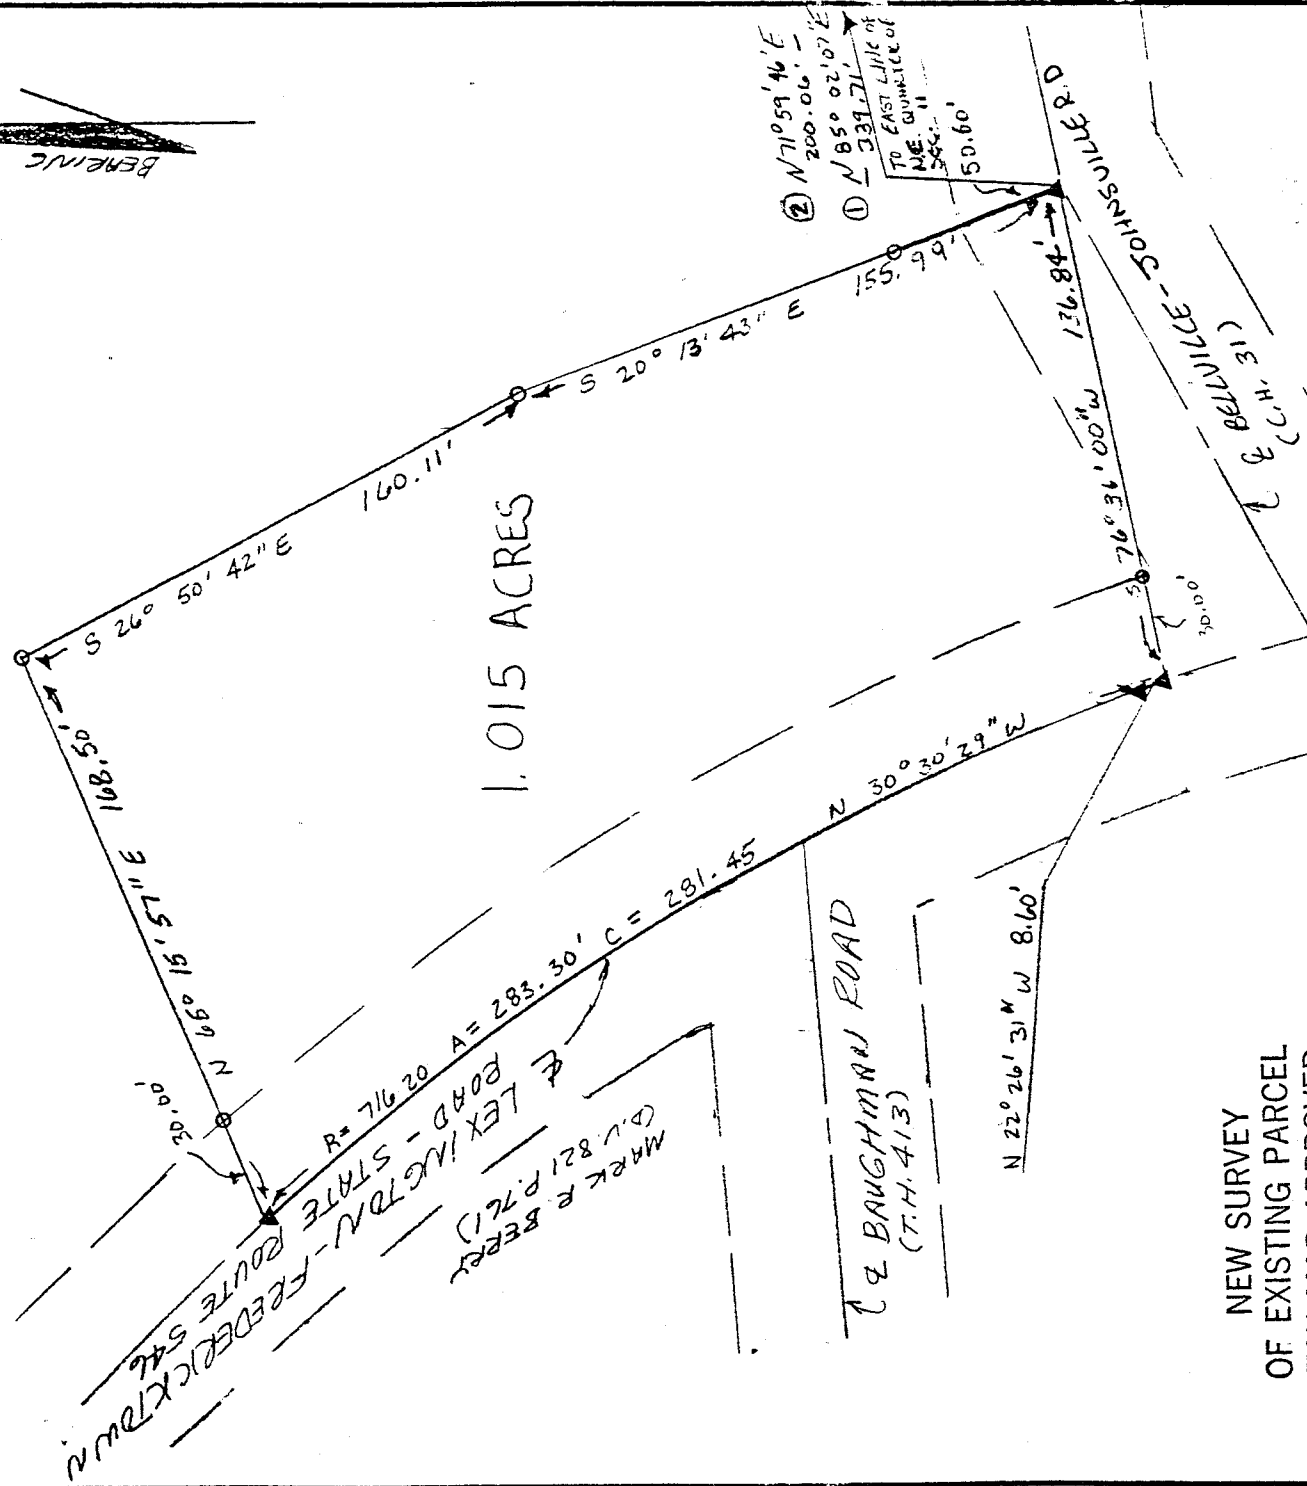 BEARING
② N 71° 59' 46" E
200.06'
① N 85° 02' 07" E
339.71'
TO EAST LINE OF
N.E. QUARTER OF
SEC. 11
50.60'
S 20° 13' 43" E 155.99'
S 26° 50' 42" E 160.11'
N 65° 15' 57" E 168.50'
30.00'
1.015 ACRES
S 76° 36' 00" W 136.84'
30.00'
℄ BELLVILLE-JOHNSVILLE RD
(C.H. 31)
R= 716.20 A= 283.30' C= 281.45 N 30° 30' 29" W
N 22° 26' 31" W 8.60'
℄ LEXINGTON-FREDERICKTOWN
ROAD-STATE ROUTE 546
MARK R. BERRY
(D.V. 821 P.761)
℄ BAUGHMAN ROAD
(T.H. 413)
NEW SURVEY
OF EXISTING PARCEL